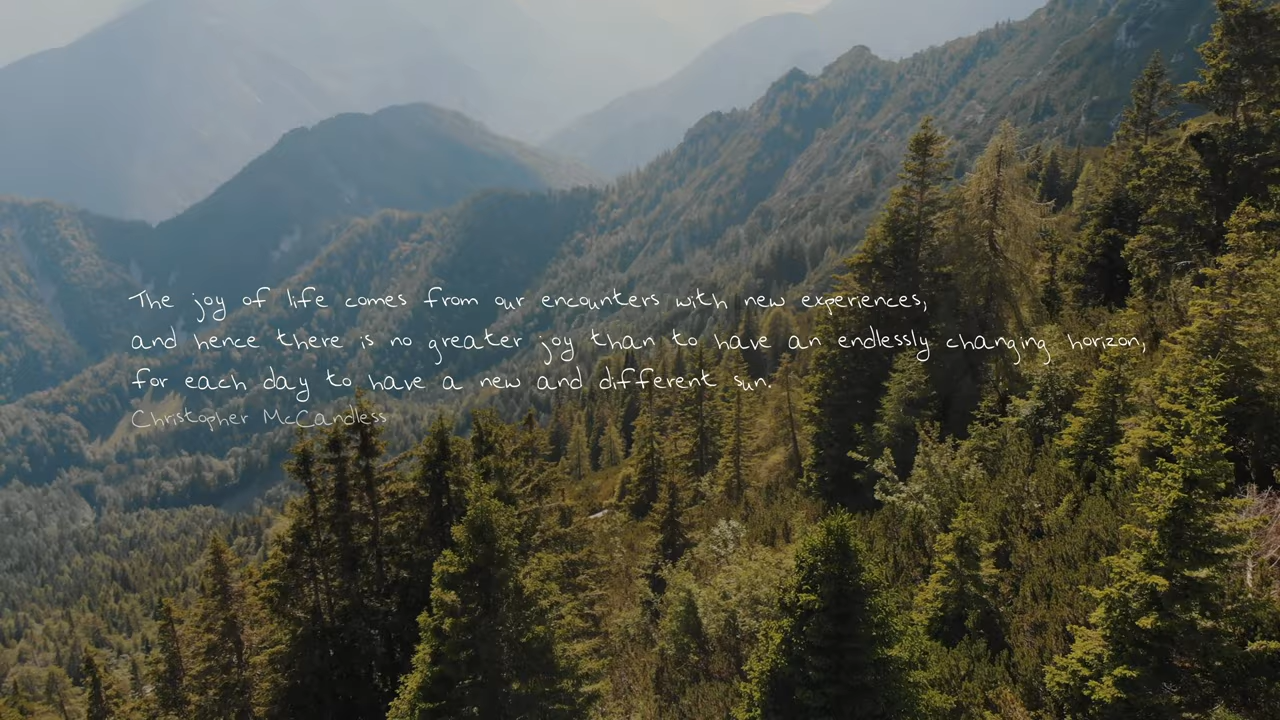 The joy of life comes from our encounters with new experiences,
and hence there is no greater joy than to have an endlessly changing horizon,
for each day to have a new and different sun.
Christopher McCandless